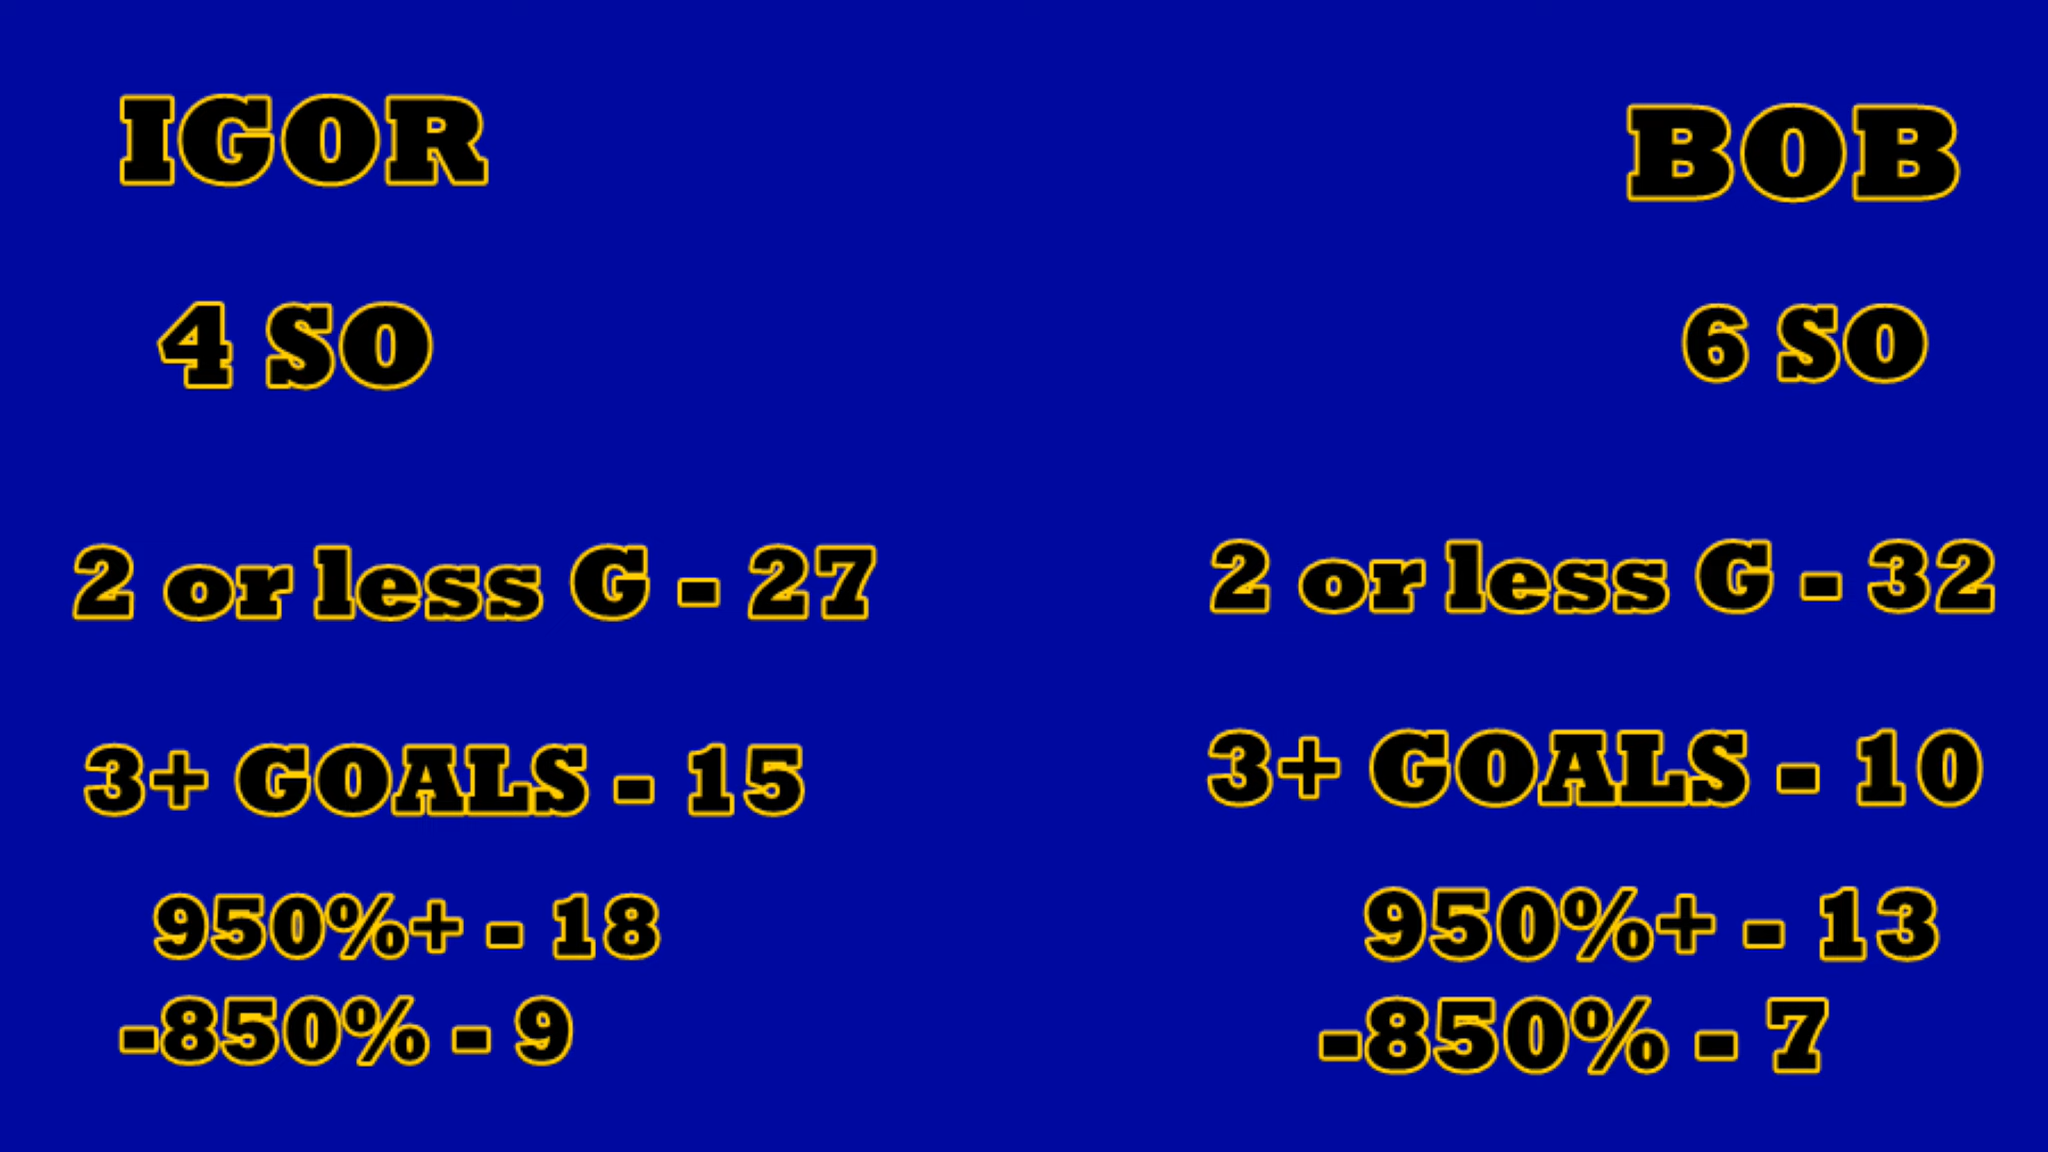 IGOR
4 SO
2 or less G - 27
3+ GOALS - 15
950%+ - 18
-850% - 9
BOB
6 SO
2 or less G - 32
3+ GOALS - 10
950%+ - 13
-850% - 7